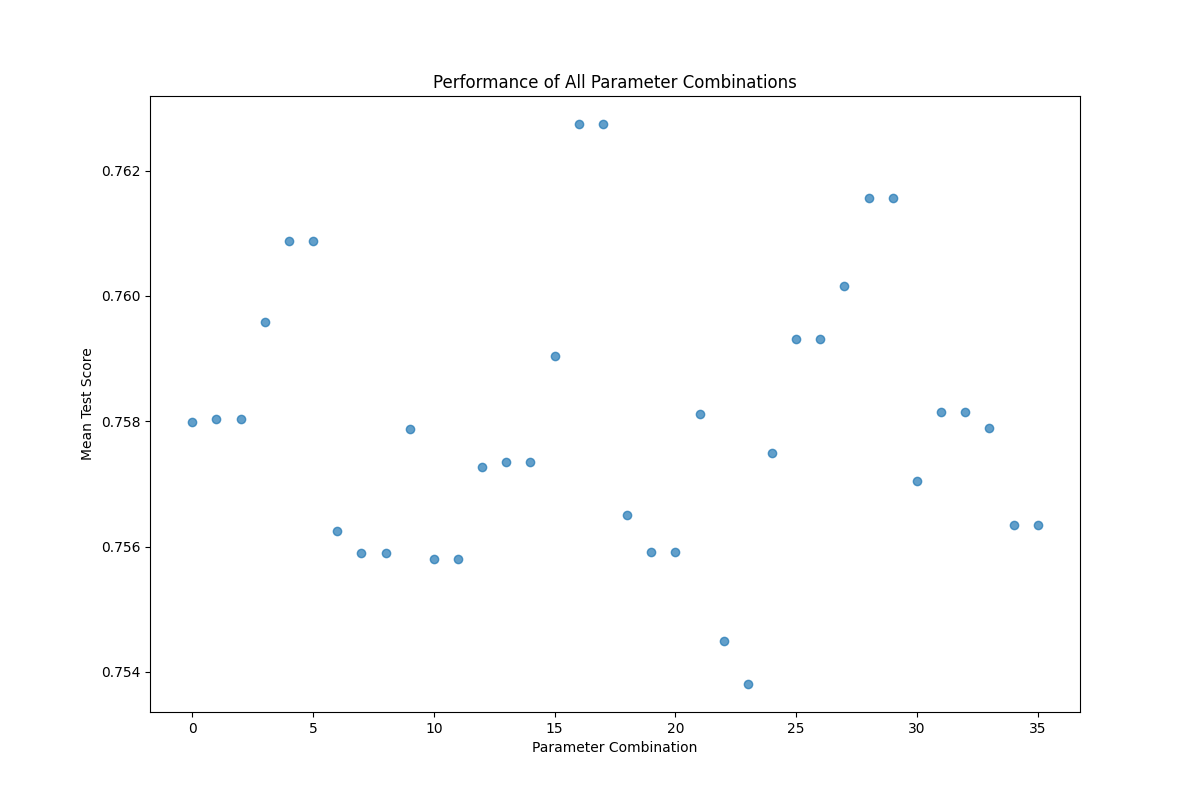 Performance of All Parameter Combinations
Mean Test Score
0.762
0.760
0.758
0.756
0.754
0 5 10 15 20 25 30 35
Parameter Combination